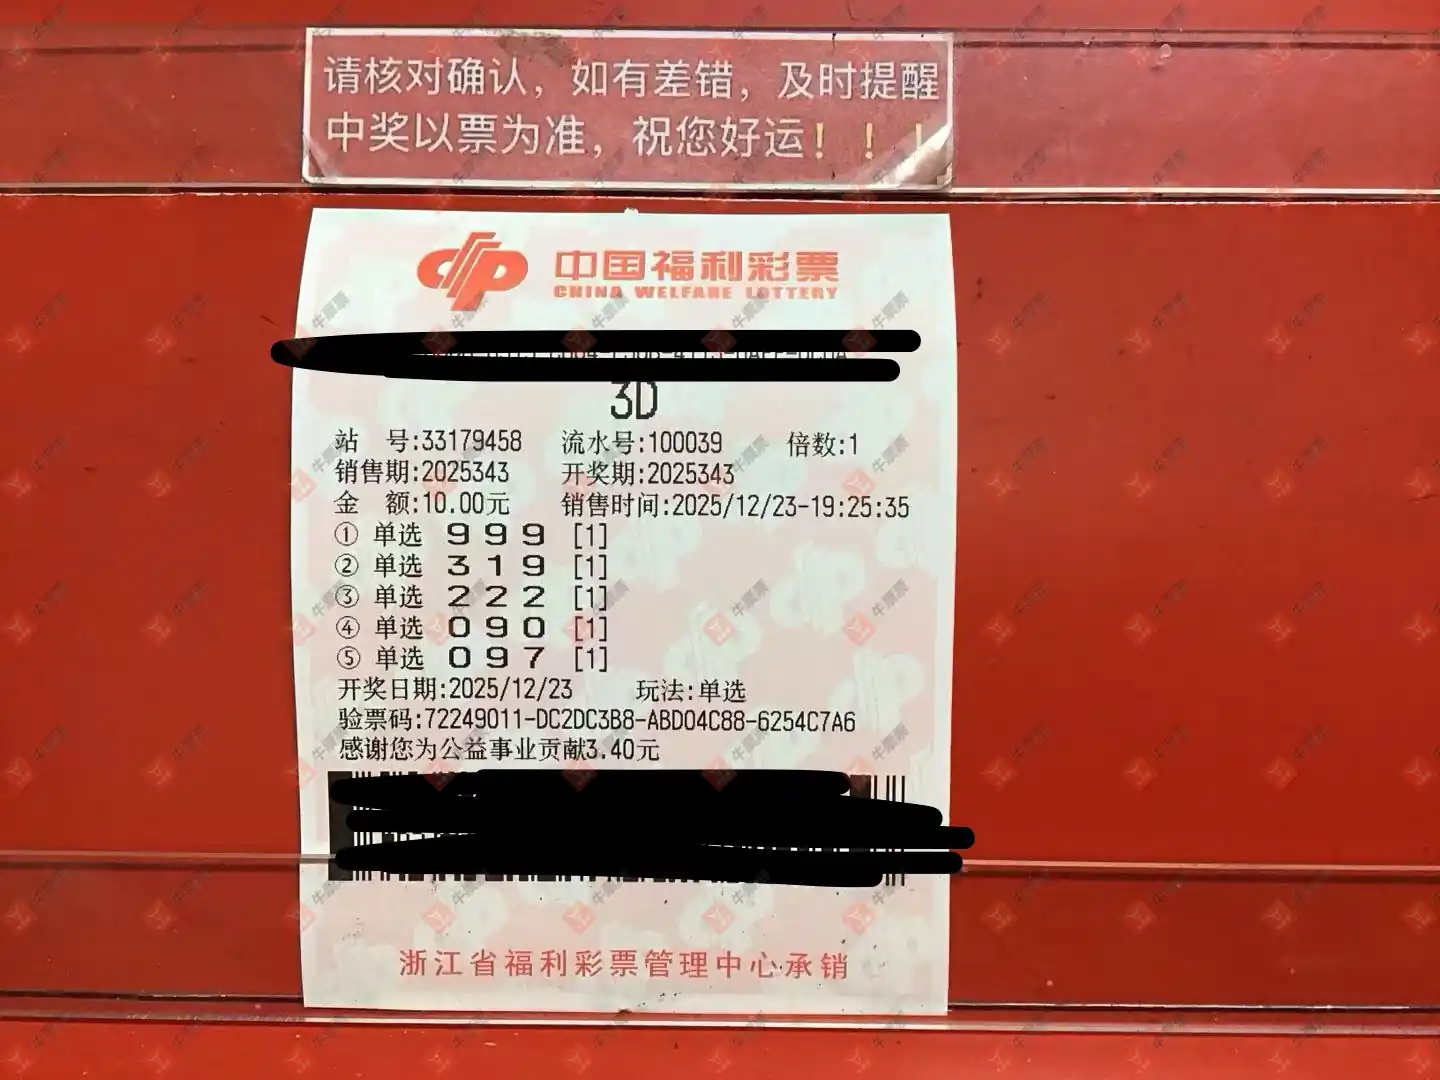 请核对确认，如有差错，及时提醒
中奖以票为准，祝您好运！！！
中国福利彩票
CHINA WELFARE LOTTERY
3D
站 号:33179458 流水号:100039 倍数:1
销售期:2025343 开奖期:2025343
金 额:10.00元 销售时间:2025/12/23-19:25:35
① 单选 9 9 9 [1]
② 单选 3 1 9 [1]
③ 单选 2 2 2 [1]
④ 单选 0 9 0 [1]
⑤ 单选 0 9 7 [1]
开奖日期:2025/12/23 玩法:单选
验票码:72249011-DC2DC3B8-ABD04C88-6254C7A6
感谢您为公益事业贡献3.40元
浙江省福利彩票管理中心承销
牛票票